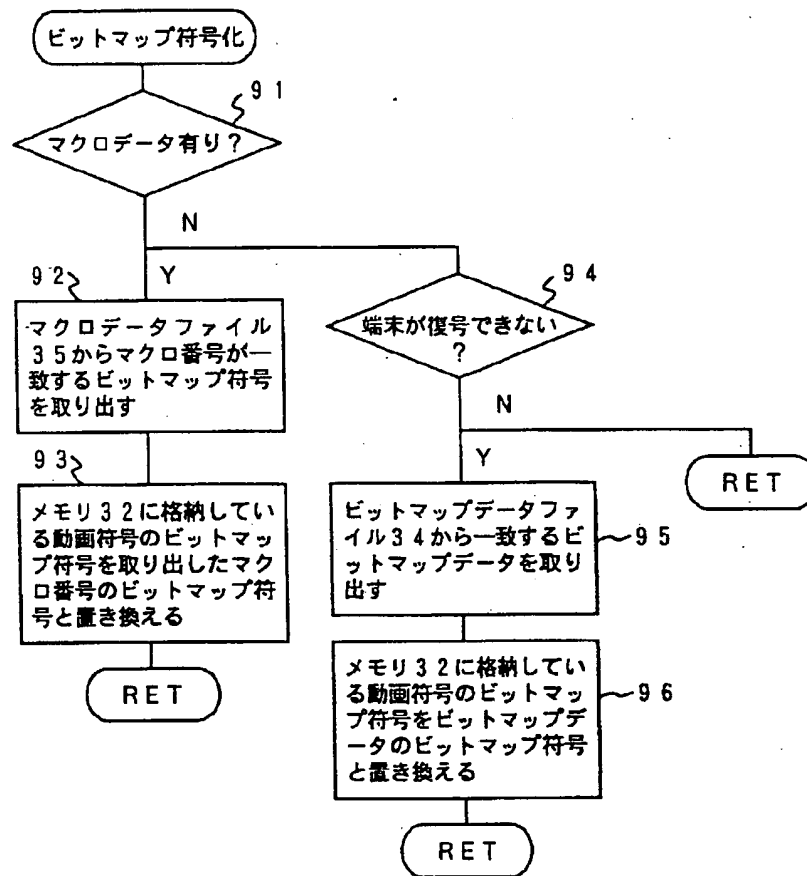 ビットマップ符号化
91
マクロデータ有り？
N
Y
92
マクロデータファイル
35からマクロ番号が一
致するビットマップ符号
を取り出す
93
メモリ32に格納してい
る動画符号のビットマッ
プ符号を取り出したマク
ロ番号のビットマップ符
号と置き換える
RET
94
端末が復号できない
？
N
Y
RET
ビットマップデータファ
イル34から一致するビ
ットマップデータを取り
出す
95
メモリ32に格納してい
る動画符号のビットマッ
プ符号をビットマップデ
ータのビットマップ符号
と置き換える
96
RET